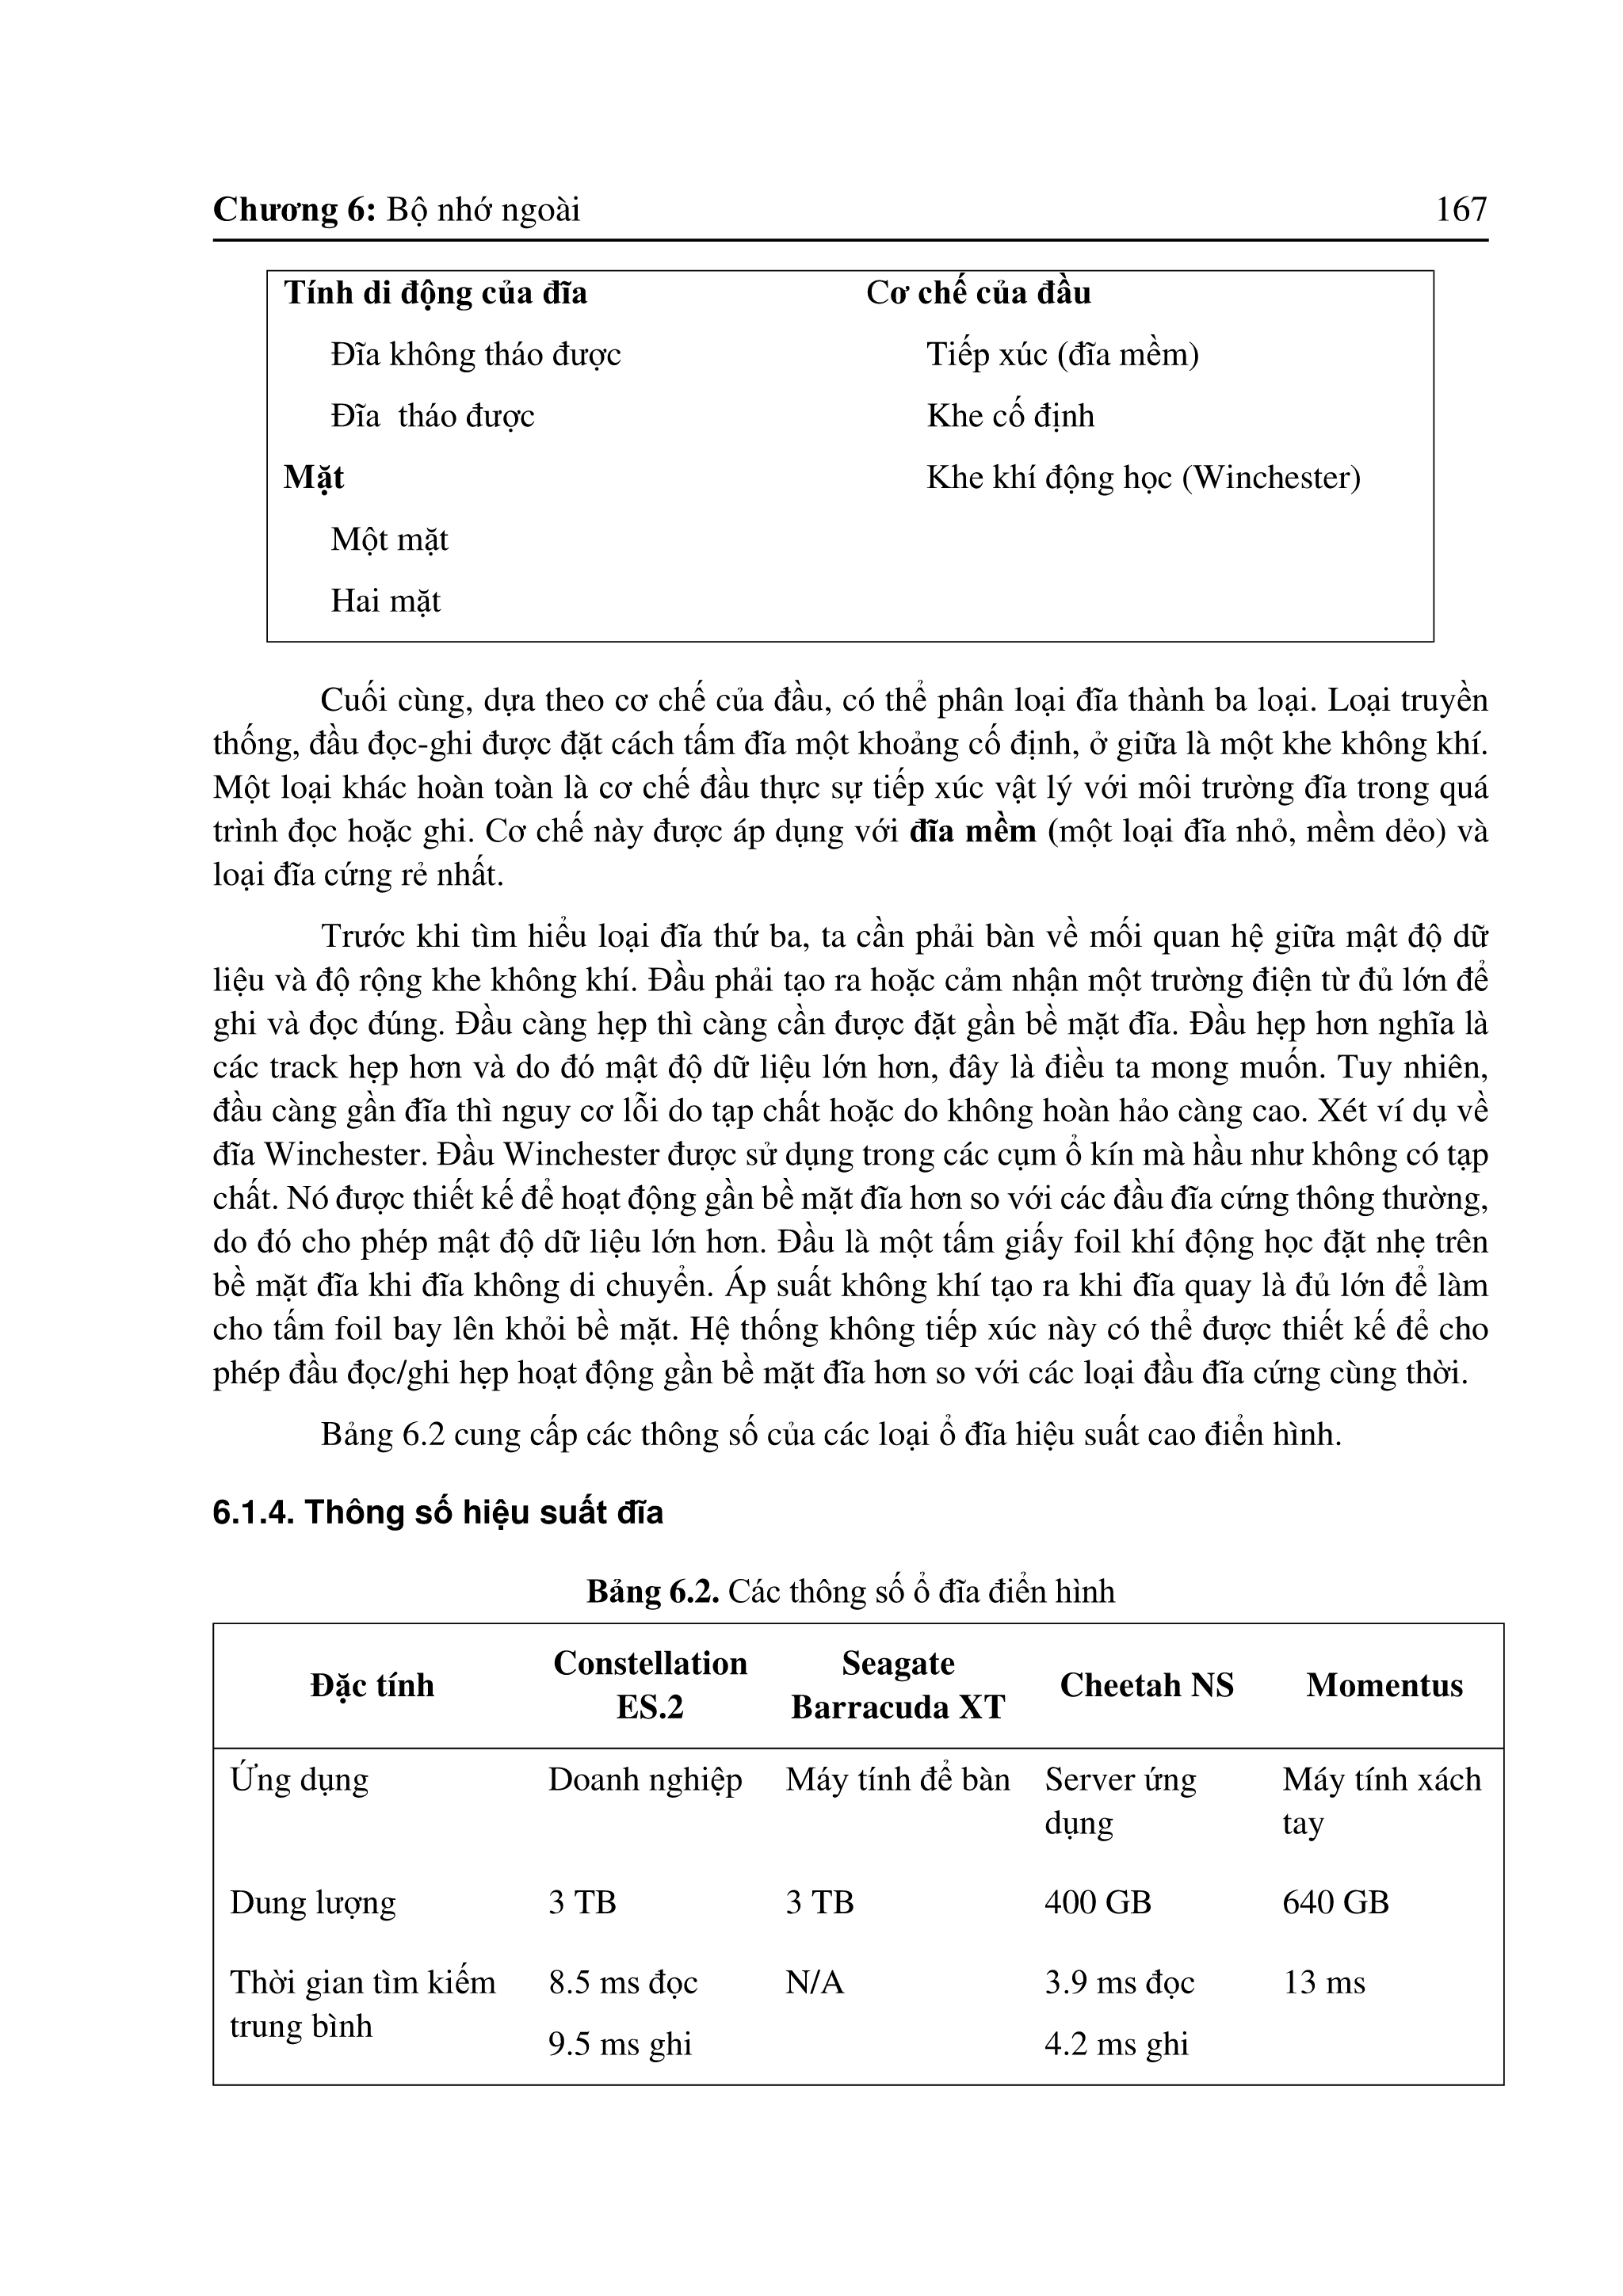 Chương 6: Bộ nhớ ngoài 167
Tính di động của đĩa Cơ chế của đầu
Đĩa không tháo được Tiếp xúc (đĩa mềm)
Đĩa tháo được Khe cố định
Mặt Khe khí động học (Winchester)
Một mặt
Hai mặt
Cuối cùng, dựa theo cơ chế của đầu, có thể phân loại đĩa thành ba loại. Loại truyền
thống, đầu đọc-ghi được đặt cách tấm đĩa một khoảng cố định, ở giữa là một khe không khí.
Một loại khác hoàn toàn là cơ chế đầu thực sự tiếp xúc vật lý với môi trường đĩa trong quá
trình đọc hoặc ghi. Cơ chế này được áp dụng với đĩa mềm (một loại đĩa nhỏ, mềm dẻo) và
loại đĩa cứng rẻ nhất.
Trước khi tìm hiểu loại đĩa thứ ba, ta cần phải bàn về mối quan hệ giữa mật độ dữ
liệu và độ rộng khe không khí. Đầu phải tạo ra hoặc cảm nhận một trường điện từ đủ lớn để
ghi và đọc đúng. Đầu càng hẹp thì càng cần được đặt gần bề mặt đĩa. Đầu hẹp hơn nghĩa là
các track hẹp hơn và do đó mật độ dữ liệu lớn hơn, đây là điều ta mong muốn. Tuy nhiên,
đầu càng gần đĩa thì nguy cơ lỗi do tạp chất hoặc do không hoàn hảo càng cao. Xét ví dụ về
đĩa Winchester. Đầu Winchester được sử dụng trong các cụm ổ kín mà hầu như không có tạp
chất. Nó được thiết kế để hoạt động gần bề mặt đĩa hơn so với các đầu đĩa cứng thông thường,
do đó cho phép mật độ dữ liệu lớn hơn. Đầu là một tấm giấy foil khí động học đặt nhẹ trên
bề mặt đĩa khi đĩa không di chuyển. Áp suất không khí tạo ra khi đĩa quay là đủ lớn để làm
cho tấm foil bay lên khỏi bề mặt. Hệ thống không tiếp xúc này có thể được thiết kế để cho
phép đầu đọc/ghi hẹp hoạt động gần bề mặt đĩa hơn so với các loại đầu đĩa cứng cùng thời.
Bảng 6.2 cung cấp các thông số của các loại ổ đĩa hiệu suất cao điển hình.
6.1.4. Thông số hiệu suất đĩa
Bảng 6.2. Các thông số ổ đĩa điển hình
Đặc tính Constellation ES.2 Seagate Barracuda XT Cheetah NS Momentus
Ứng dụng Doanh nghiệp Máy tính để bàn Server ứng dụng Máy tính xách tay
Dung lượng 3 TB 3 TB 400 GB 640 GB
Thời gian tìm kiếm trung bình 8.5 ms đọc N/A 3.9 ms đọc 13 ms
9.5 ms ghi 4.2 ms ghi